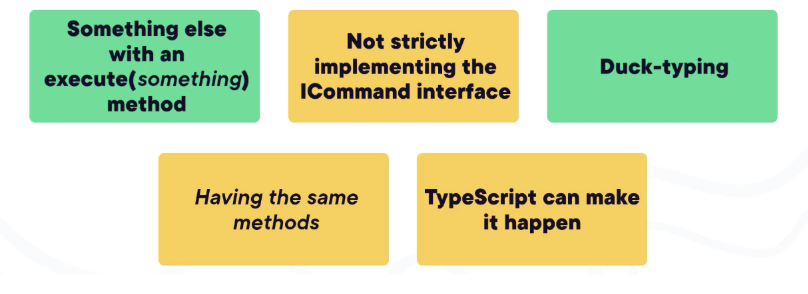 Something else
with an
execute(something)
method
Not strictly
implementing the
ICommand interface
Duck-typing
Having the same
methods
TypeScript can make
it happen